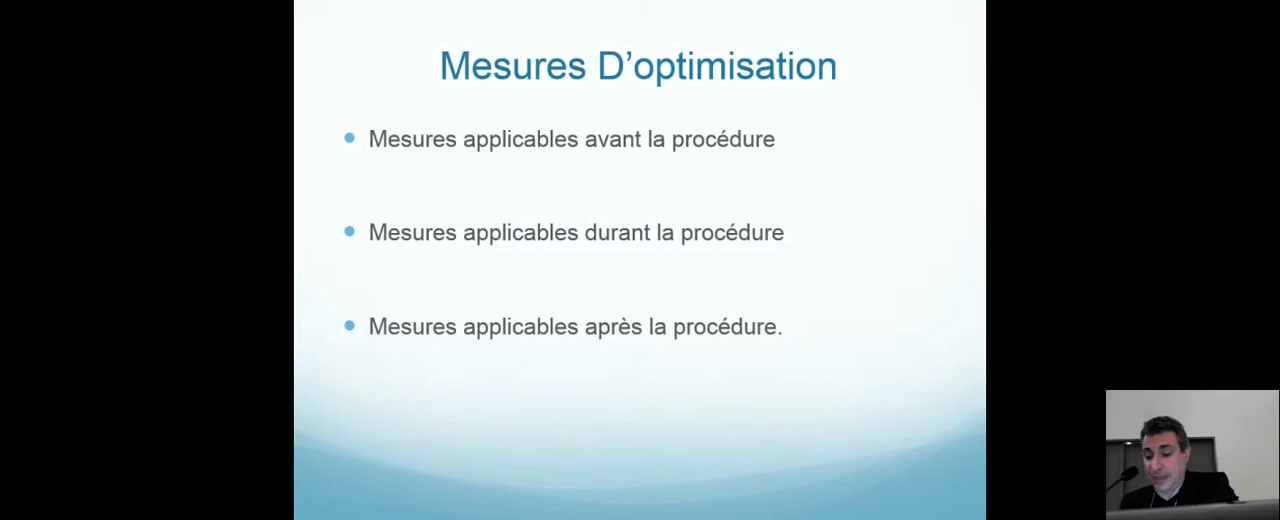 Mesures D’optimisation
Mesures applicables avant la procédure
Mesures applicables durant la procédure
Mesures applicables après la procédure.